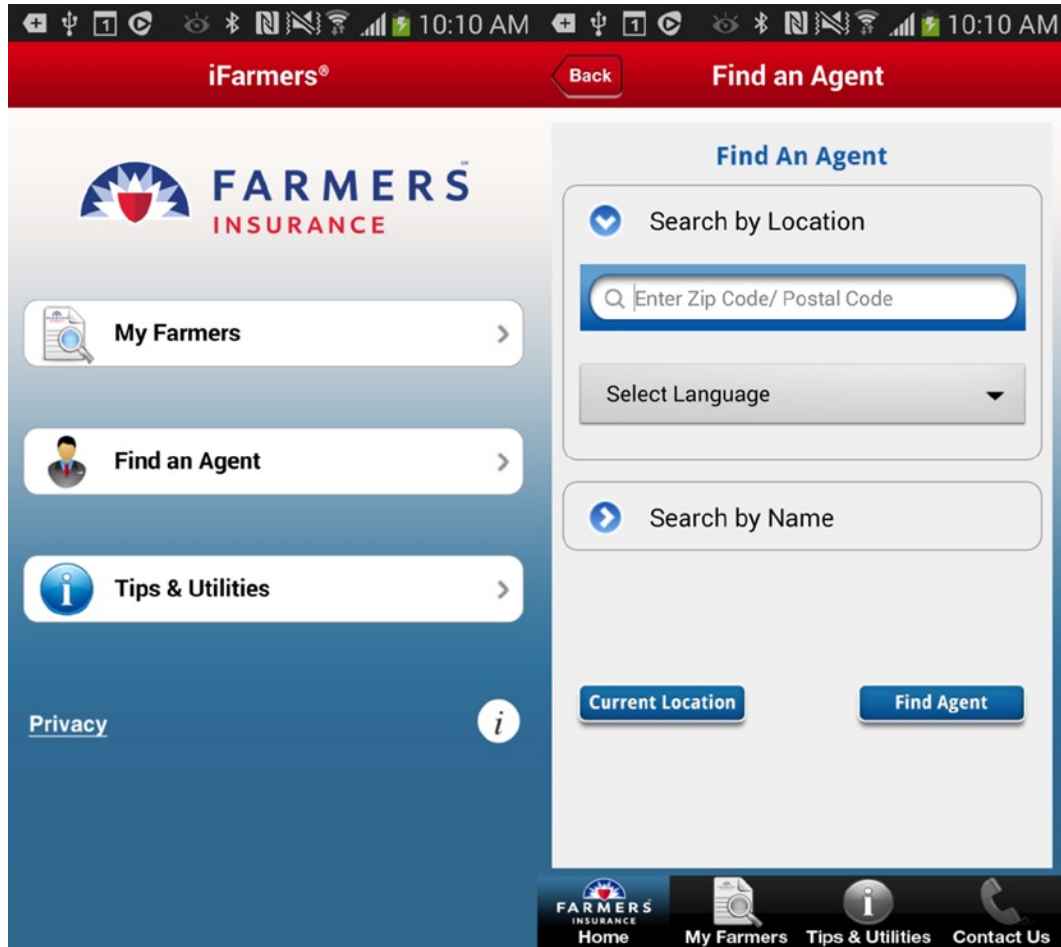 1
10:10 AM
iFarmers®
FARMERS
INSURANCE
My Farmers
Find an Agent
Tips & Utilities
Privacy
i
1
10:10 AM
Back
Find an Agent
Find An Agent
Search by Location
Enter Zip Code/ Postal Code
Select Language
Search by Name
Current Location
Find Agent
FARMERS
INSURANCE
Home
My Farmers
Tips & Utilities
Contact Us